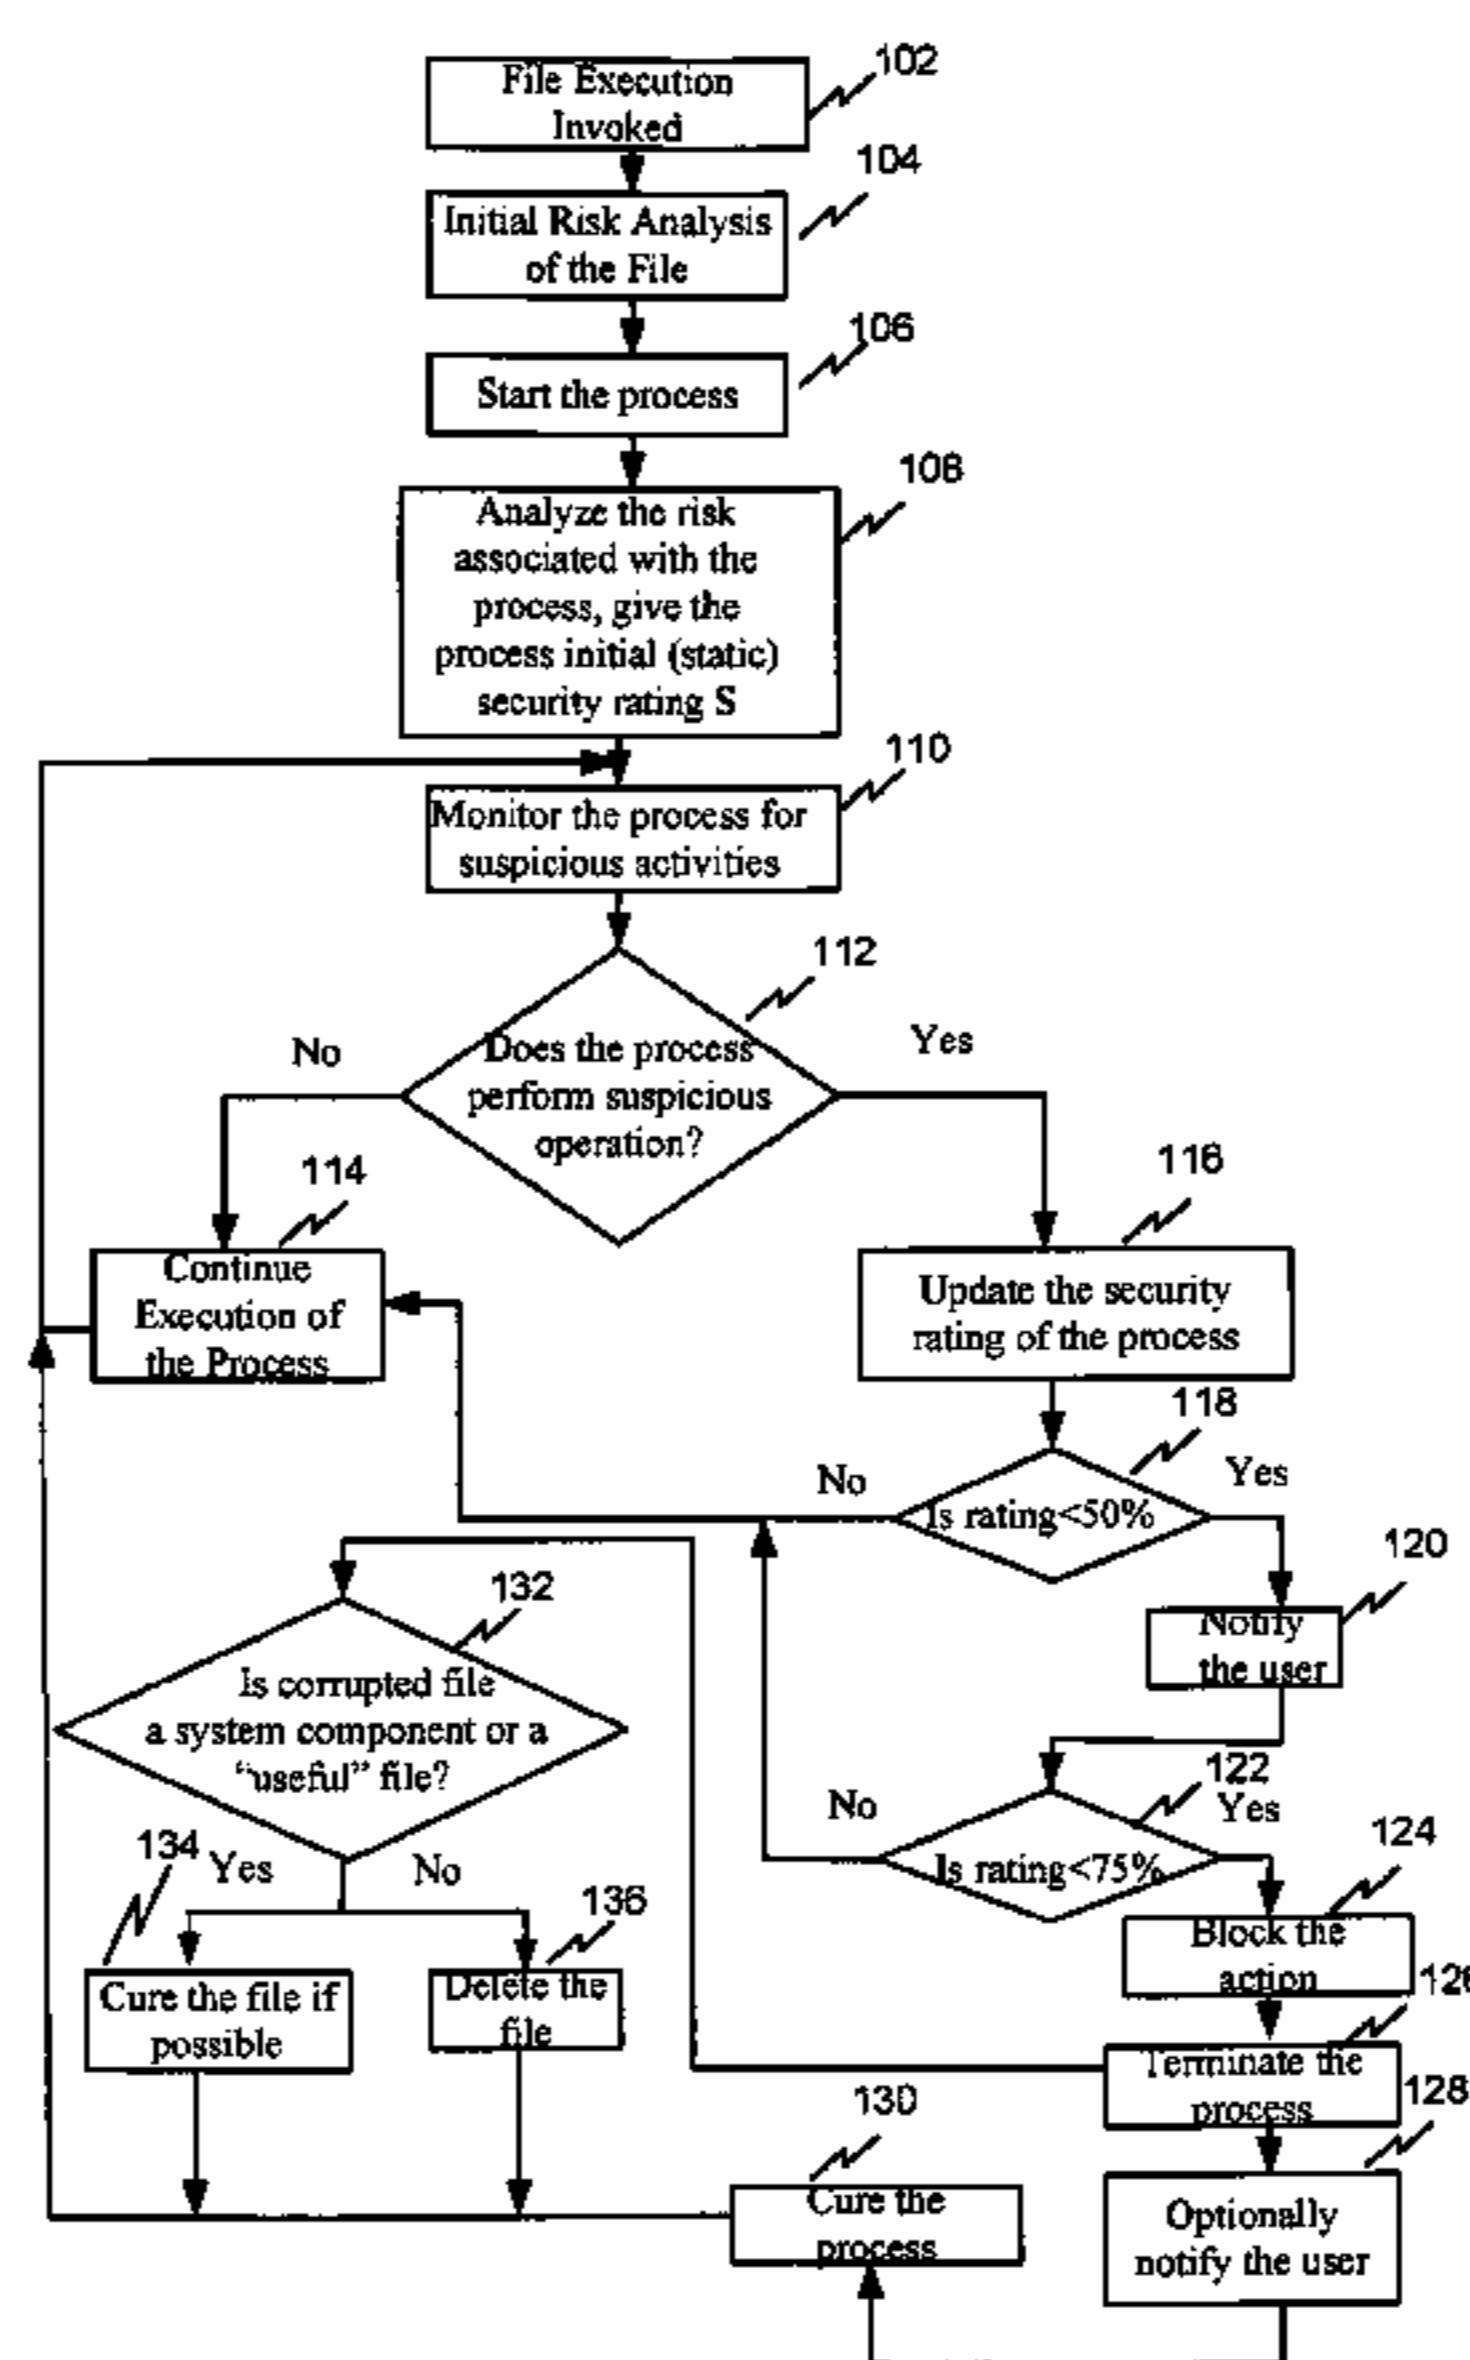 102
File Execution
Invoked
104
Initial Risk Analysis
of the File
106
Start the process
108
Analyze the risk
associated with the
process, give the
process initial (static)
security rating S
110
Monitor the process for
suspicious activities
112
No
Does the process
perform suspicious
operation?
Yes
114
Continue
Execution of
the Process
116
Update the security
rating of the process
118
No
Is rating<50%
Yes
120
Notify
the user
132
Is corrupted file
a system component or a
“useful” file?
122
No
Is rating<75%
Yes
124
Block the
action
134
Yes
No
136
Cure the file if
possible
Delete the
file
126
Terminate the
process
128
Optionally
notify the user
130
Cure the
process